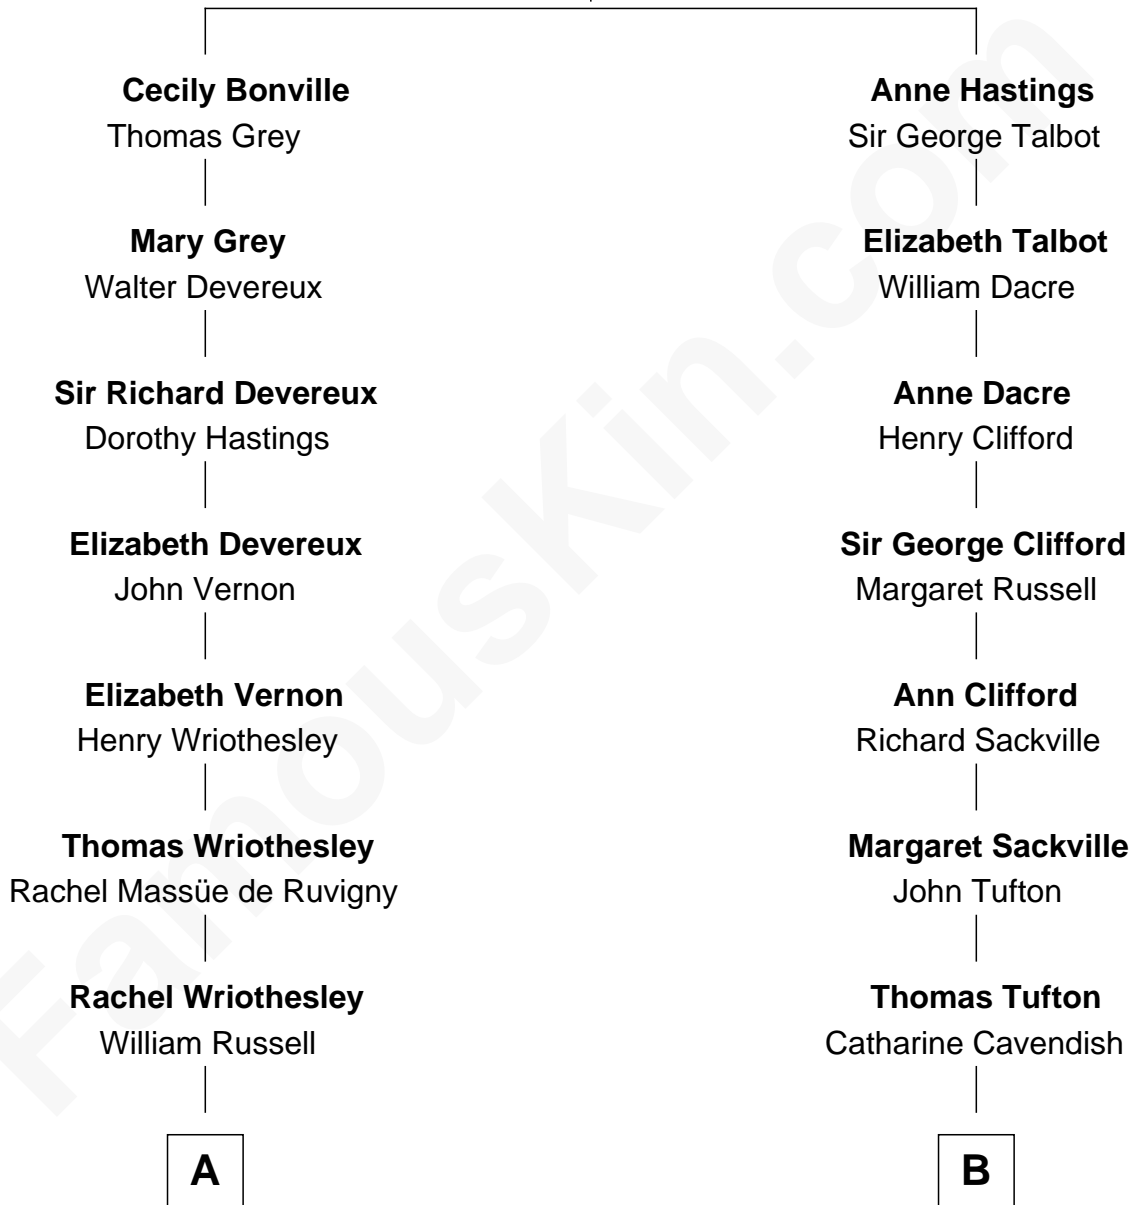 Cecily Bonville
Thomas Grey
Mary Grey
Walter Devereux
Sir Richard Devereux
Dorothy Hastings
Elizabeth Devereux
John Vernon
Elizabeth Vernon
Henry Wriothesley
Thomas Wriothesley
Rachel Massüe de Ruvigny
Rachel Wriothesley
William Russell
A
Anne Hastings
Sir George Talbot
Elizabeth Talbot
William Dacre
Anne Dacre
Henry Clifford
Sir George Clifford
Margaret Russell
Ann Clifford
Richard Sackville
Margaret Sackville
John Tufton
Thomas Tufton
Catharine Cavendish
B
FamousKin.com